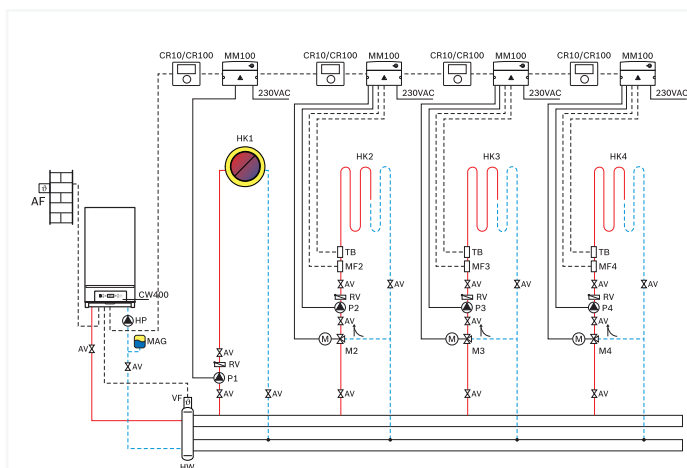 CR10/CR100 MM100 CR10/CR100 MM100 CR10/CR100 MM100 CR10/CR100 MM100
230VAC 230VAC 230VAC 230VAC
HK1
HK2 HK3 HK4
ϑ
AF
TB TB TB
MF2 MF3 MF4
CW400
AV AV AV AV AV AV
RV RV RV
HP
P2 P3 P4
AV AV AV
MAG
M M2 M M3 M M4
AV
AV
RV
AV
P1
VF ϑ
AV AV AV AV AV
HW